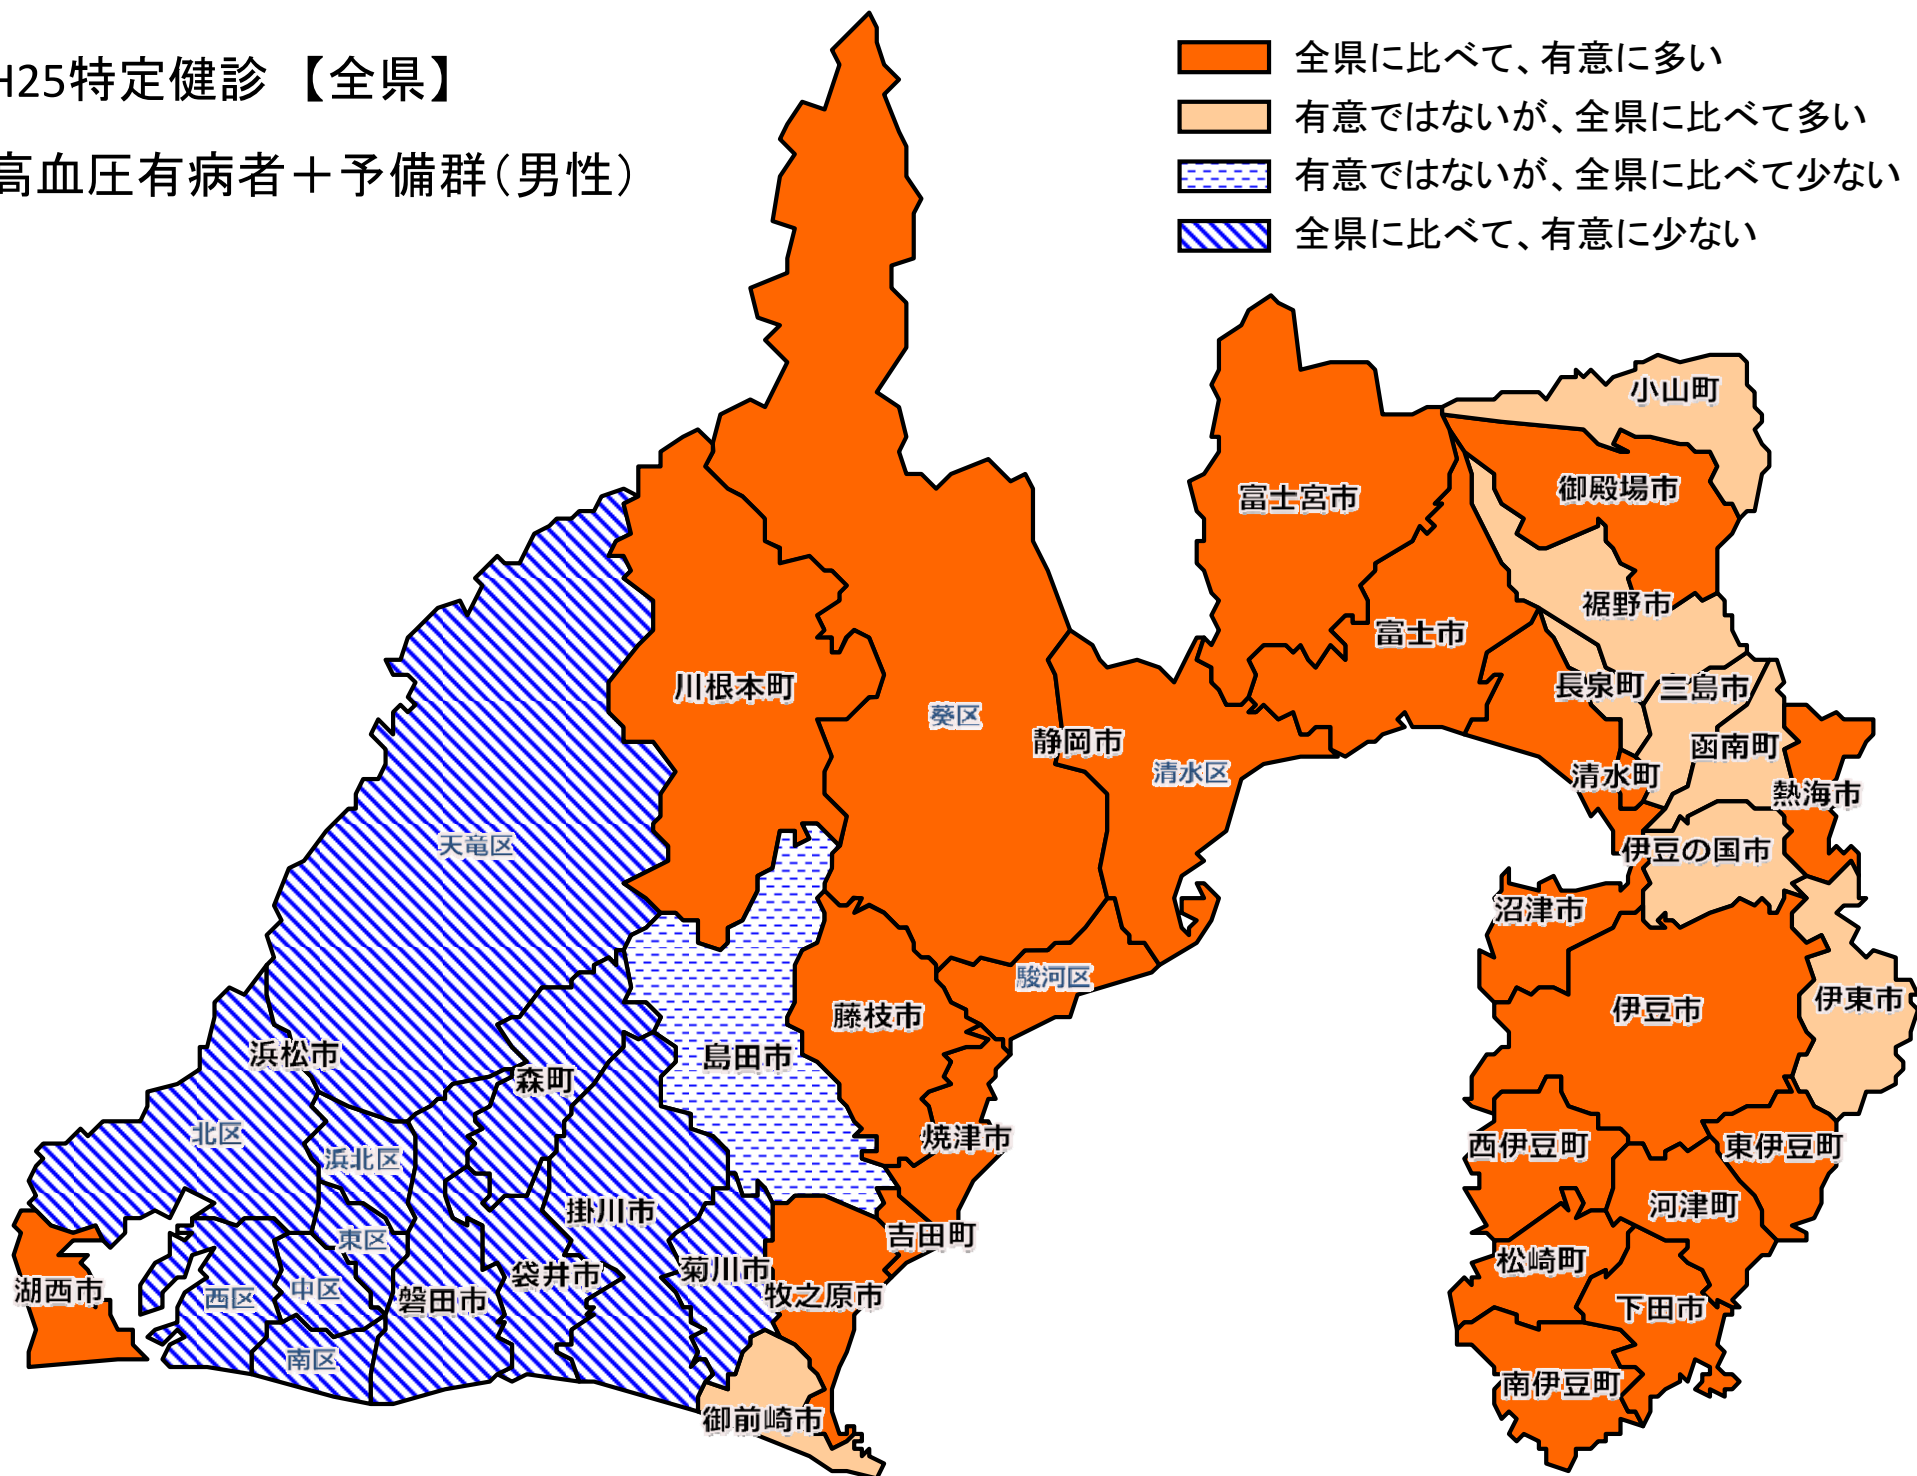 H25特定健診 【全県】
高血圧有病者＋予備群（男性）
全県に比べて、有意に多い
有意ではないが、全県に比べて多い
有意ではないが、全県に比べて少ない
全県に比べて、有意に少ない
小山町
御殿場市
富士宮市
裾野市
富士市
川根本町
長泉町
三島市
葵区
静岡市
函南町
清水区
清水町
熱海市
天竜区
伊豆の国市
沼津市
駿河区
伊東市
伊豆市
藤枝市
浜松市
島田市
森町
北区
焼津市
西伊豆町
東伊豆町
浜北区
掛川市
河津町
東区
吉田町
菊川市
松崎町
袋井市
湖西市
中区
西区
磐田市
牧之原市
下田市
南区
南伊豆町
御前崎市